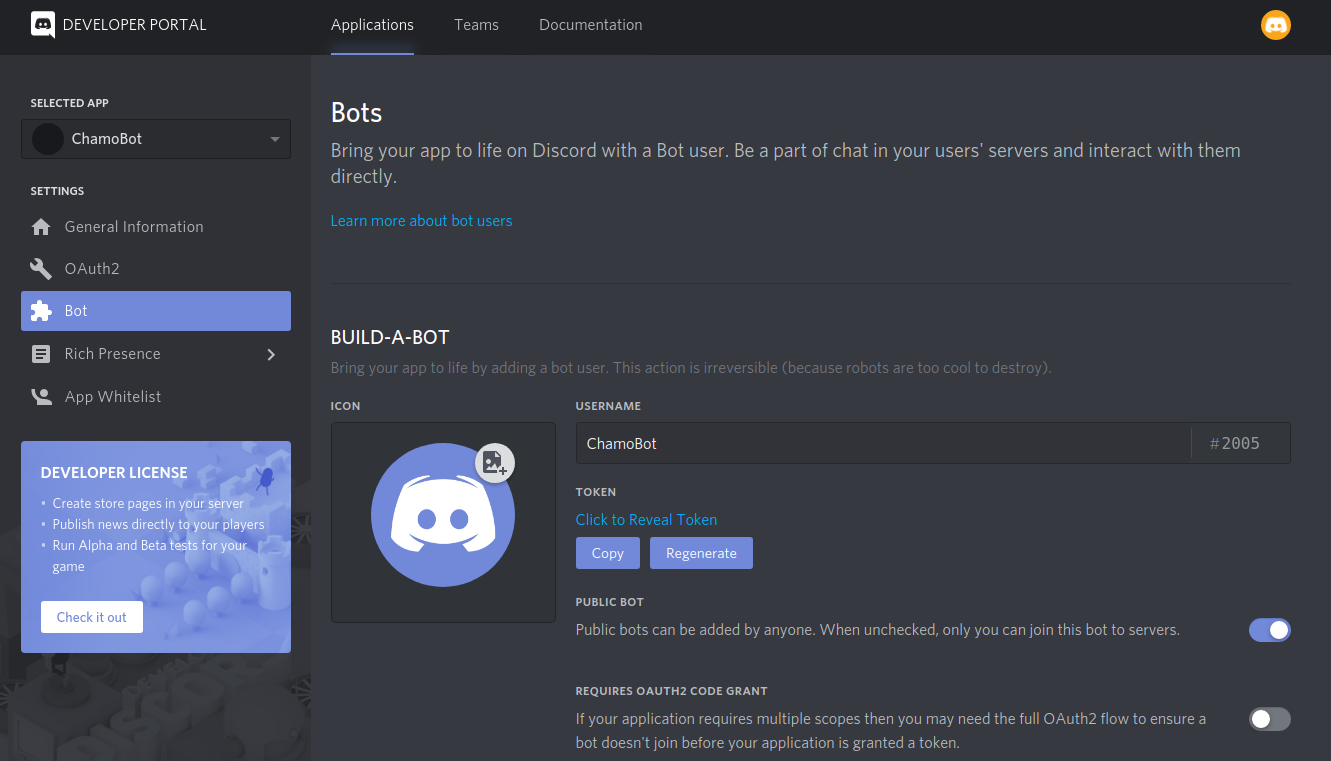 DEVELOPER PORTAL
Applications
Teams
Documentation
SELECTED APP
ChamoBot
SETTINGS
General Information
OAuth2
Bot
Rich Presence
App Whitelist
DEVELOPER LICENSE
• Create store pages in your server
• Publish news directly to your players
• Run Alpha and Beta tests for your
game
Check it out
Bots
Bring your app to life on Discord with a Bot user. Be a part of chat in your users' servers and interact with them
directly.
Learn more about bot users
BUILD-A-BOT
Bring your app to life by adding a bot user. This action is irreversible (because robots are too cool to destroy).
ICON
USERNAME
ChamoBot
#2005
TOKEN
Click to Reveal Token
Copy
Regenerate
PUBLIC BOT
Public bots can be added by anyone. When unchecked, only you can join this bot to servers.
REQUIRES OAUTH2 CODE GRANT
If your application requires multiple scopes then you may need the full OAuth2 flow to ensure a
bot doesn't join before your application is granted a token.